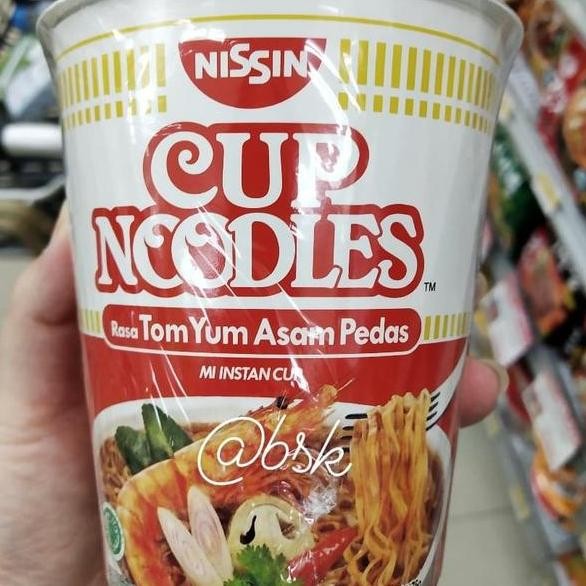 NISSIN
CUP
NOODLES
TM
Rasa Tom Yum Asam Pedas
MI INSTAN CUP
@bsk